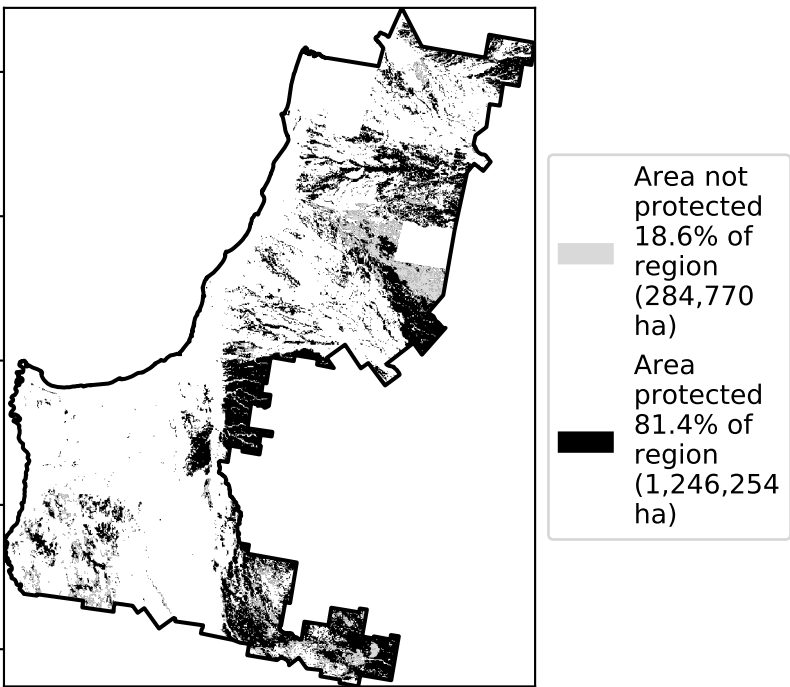 Area not
protected
18.6% of
region
(284,770
ha)
Area
protected
81.4% of
region
(1,246,254
ha)